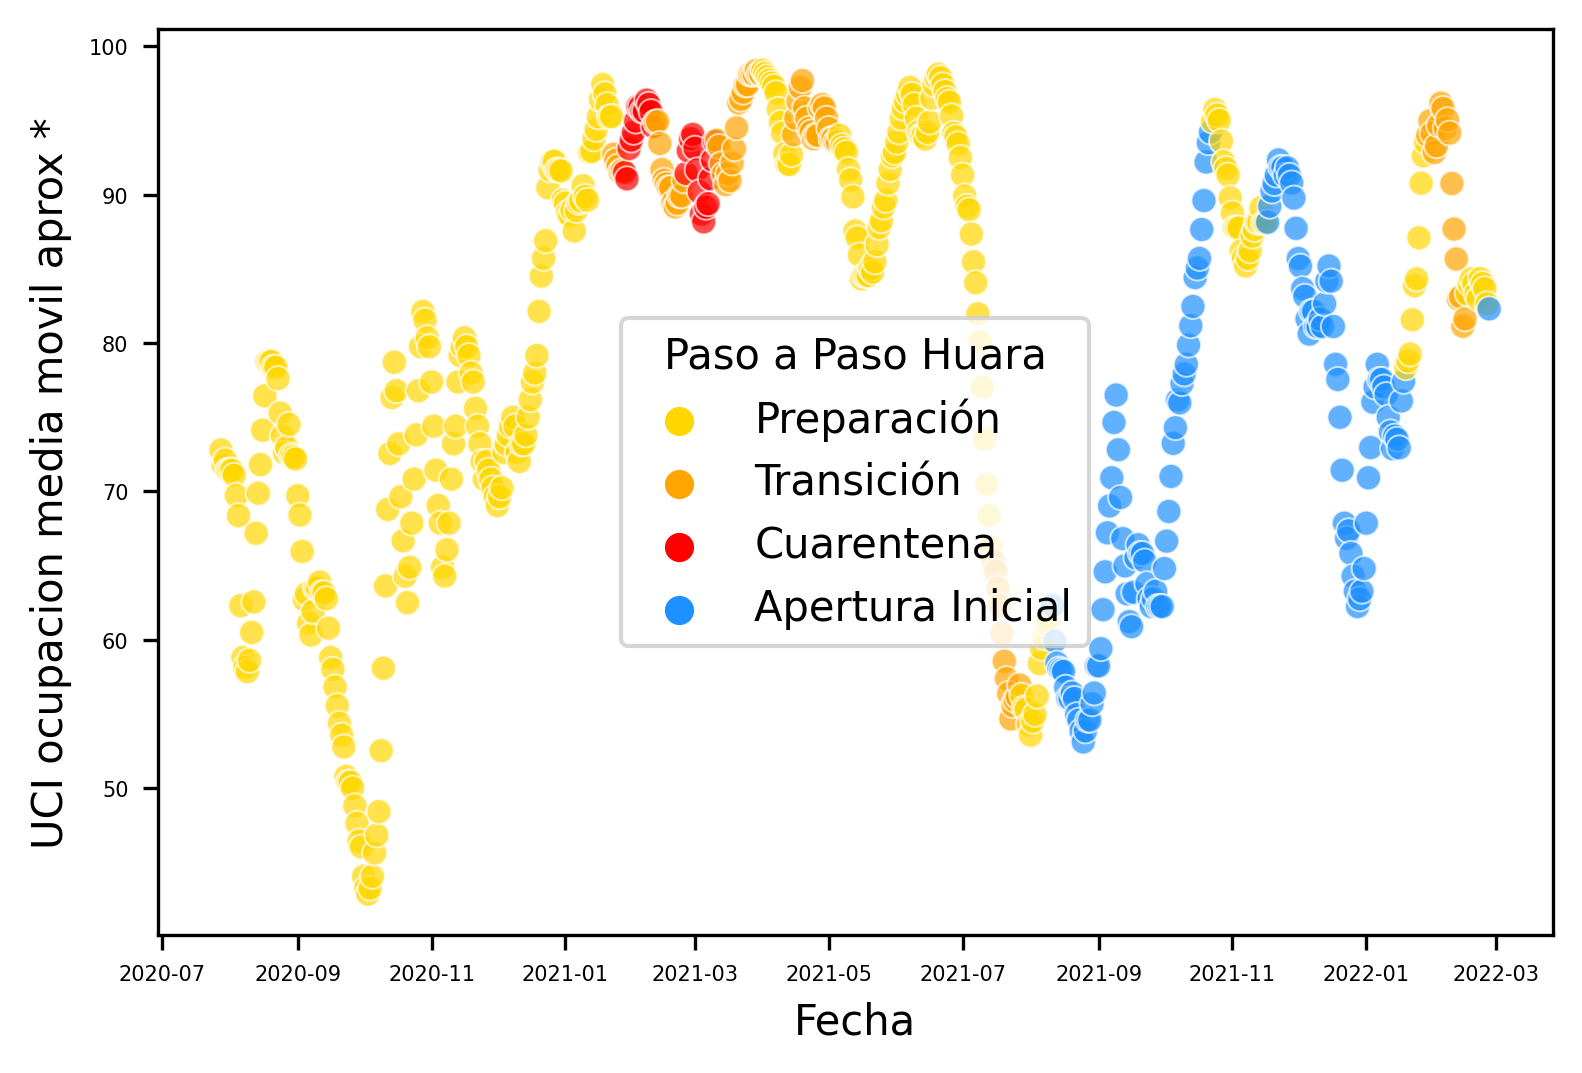 UCI ocupacion media movil aprox *
100
90
80
70
60
50
Paso a Paso Huara
Preparación
Transición
Cuarentena
Apertura Inicial
2020-07 2020-09 2020-11 2021-01 2021-03 2021-05 2021-07 2021-09 2021-11 2022-01 2022-03
Fecha